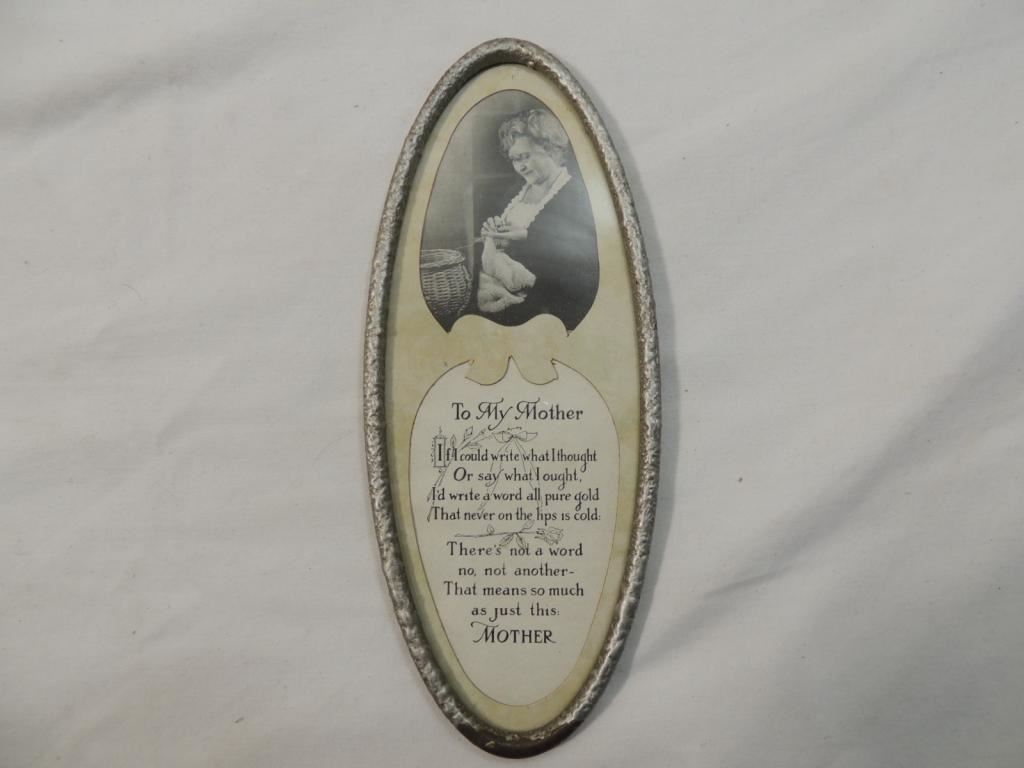 To My Mother
If I could write what I thought
Or say what I ought,
I'd write a word all pure gold
That never on the lips is cold:
There's not a word
no, not another-
That means so much
as just this:
MOTHER